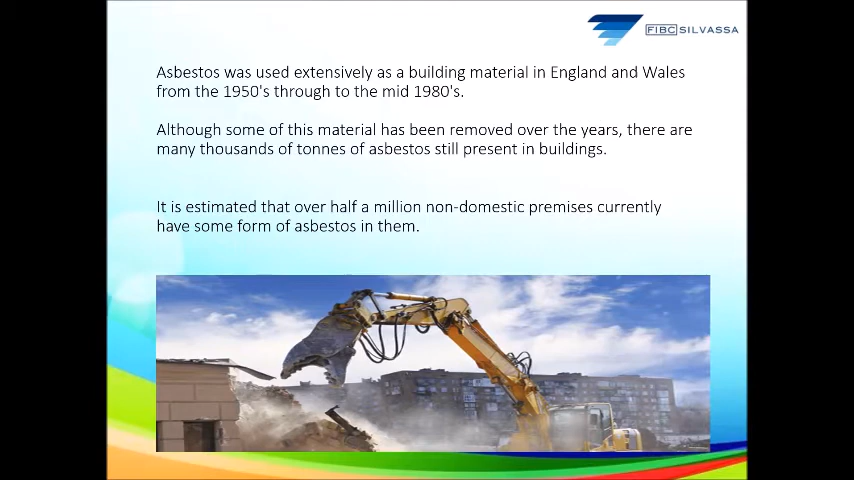 FIBC SILVASSA
Asbestos was used extensively as a building material in England and Wales
from the 1950's through to the mid 1980's.
Although some of this material has been removed over the years, there are
many thousands of tonnes of asbestos still present in buildings.
It is estimated that over half a million non-domestic premises currently
have some form of asbestos in them.